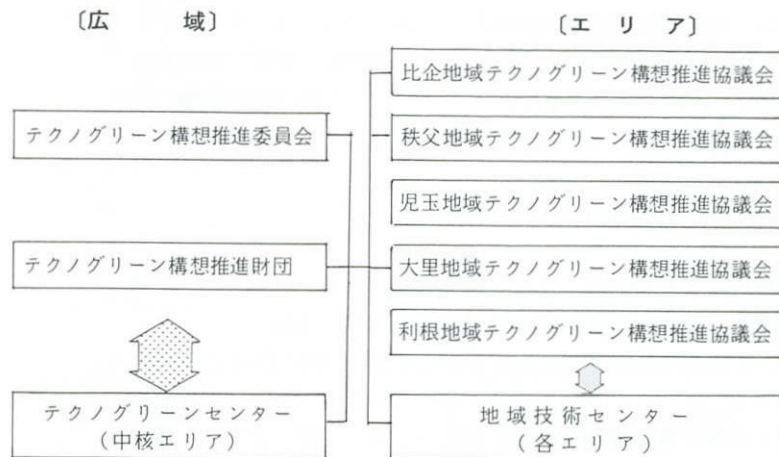 〔広 域〕
テクノグリーン構想推進委員会
テクノグリーン構想推進財団
テクノグリーンセンター
(中核エリア)
〔エ リ ア〕
比企地域テクノグリーン構想推進協議会
秩父地域テクノグリーン構想推進協議会
児玉地域テクノグリーン構想推進協議会
大里地域テクノグリーン構想推進協議会
利根地域テクノグリーン構想推進協議会
地域技術センター
(各エリア)